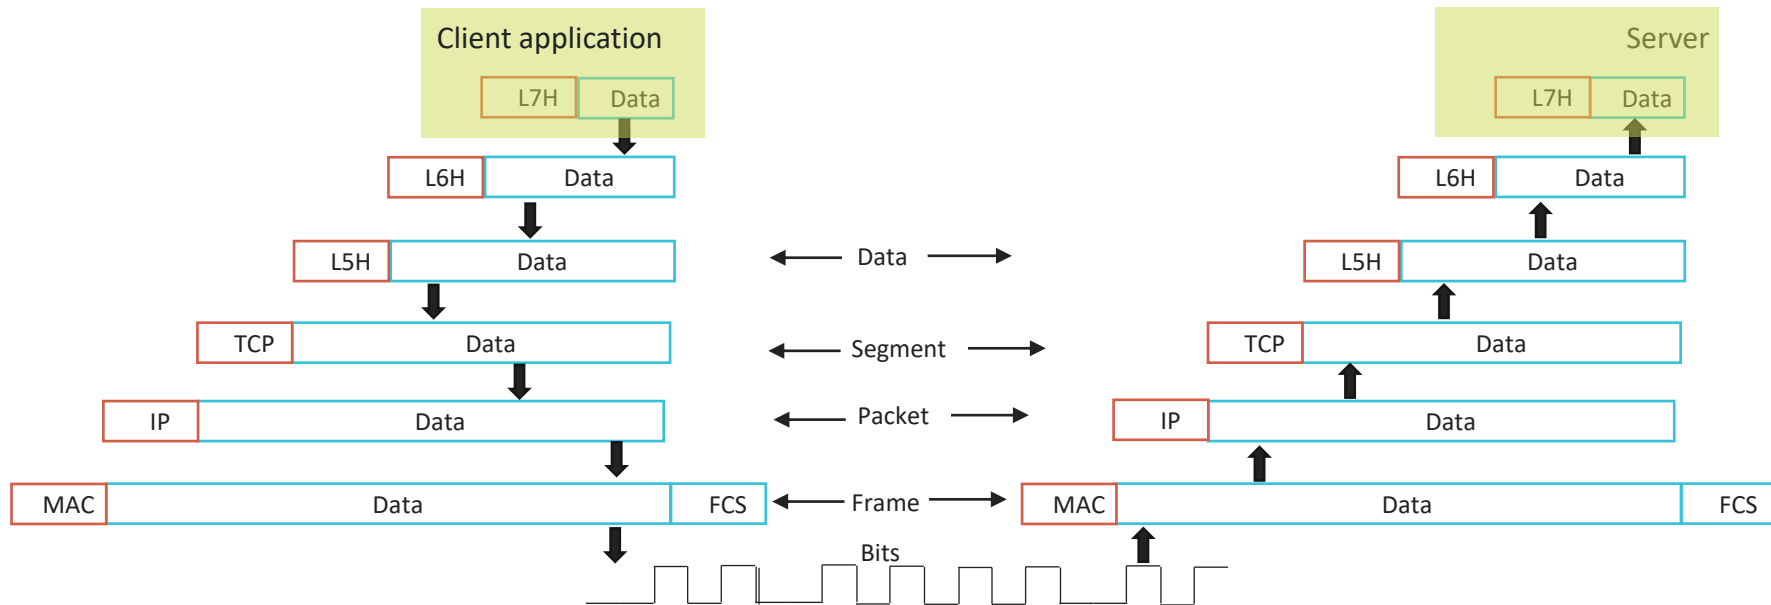 Client application
Server
L7H Data
L7H Data
L6H Data
L6H Data
L5H Data
Data
L5H Data
TCP Data
Segment
TCP Data
IP Data
Packet
IP Data
MAC Data FCS
Frame
MAC Data FCS
Bits